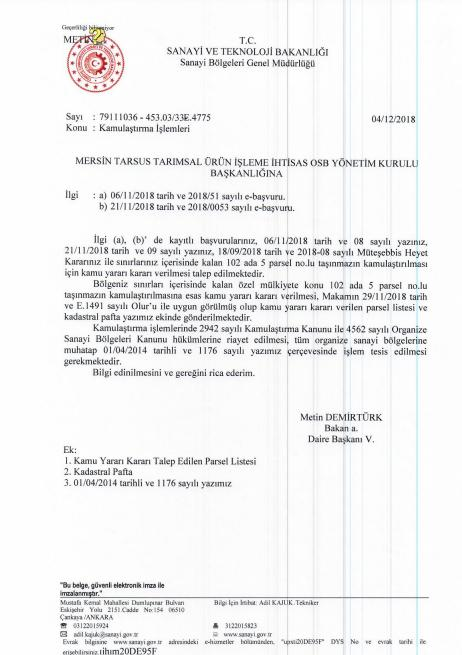 Geçerliliği bilinmiyor
METİN
T.C.
SANAYİ VE TEKNOLOJİ BAKANLIĞI
Sanayi Bölgeleri Genel Müdürlüğü
Sayı : 79111036 - 453.03/33E.4775 04/12/2018
Konu : Kamulaştırma İşlemleri
MERSİN TARSUS TARIMSAL ÜRÜN İŞLEME İHTİSAS OSB YÖNETİM KURULU
BAŞKANLIĞINA
İlgi : a) 06/11/2018 tarih ve 2018/51 sayılı e-başvuru.
b) 21/11/2018 tarih ve 2018/0053 sayılı e-başvuru.
İlgi (a), (b)' de kayıtlı başvurularınız, 06/11/2018 tarih ve 08 sayılı yazınız,
21/11/2018 tarih ve 09 sayılı yazınız, 18/09/2018 tarih ve 2018-08 sayılı Müteşebbis Heyet
Kararınız ile sınırlarınız içerisinde kalan 102 ada 5 parsel no.lu taşınmazın kamulaştırılması
için kamu yararı kararı verilmesi talep edilmektedir.
Bölgeniz sınırları içerisinde kalan özel mülkiyete konu 102 ada 5 parsel no.lu
taşınmazın kamulaştırılmasına esas kamu yararı kararı verilmesi, Makamın 29/11/2018 tarih
ve E.1491 sayılı Olur'u ile uygun görülmüş olup kamu yararı kararı verilen parsel listesi ve
kadastral pafta yazımız ekinde gönderilmektedir.
Kamulaştırma işlemlerinde 2942 sayılı Kamulaştırma Kanunu ile 4562 sayılı Organize
Sanayi Bölgeleri Kanunu hükümlerine riayet edilmesi, tüm organize sanayi bölgelerine
muhatap 01/04/2014 tarihli ve 1176 sayılı yazımız çerçevesinde işlem tesis edilmesi
gerekmektedir.
Bilgi edinilmesini ve gereğini rica ederim.
Metin DEMİRTÜRK
Bakan a.
Daire Başkanı V.
Ek:
1. Kamu Yararı Kararı Talep Edilen Parsel Listesi
2. Kadastral Pafta
3. 01/04/2014 tarihli ve 1176 sayılı yazımız
"Bu belge, güvenli elektronik imza ile
imzalanmıştır."
Mustafa Kemal Mahallesi Dumlupınar Bulvarı Bilgi İçin İrtibat: Adil KAJUK. Tekniker
Eskişehir Yolu 2151.Cadde No:154 06510
Çankaya /ANKARA
03122015924 3122015823
adil.kajuk@sanayi.gov.tr www.sanayi.gov.tr
Evrak bilgisine www.sanayi.gov.tr adresindeki e-hizmetler bölümünden, "upxti20DE95F" DYS No ve evrak tarihi ile
erişebilirsiniz.tihım20DE95F